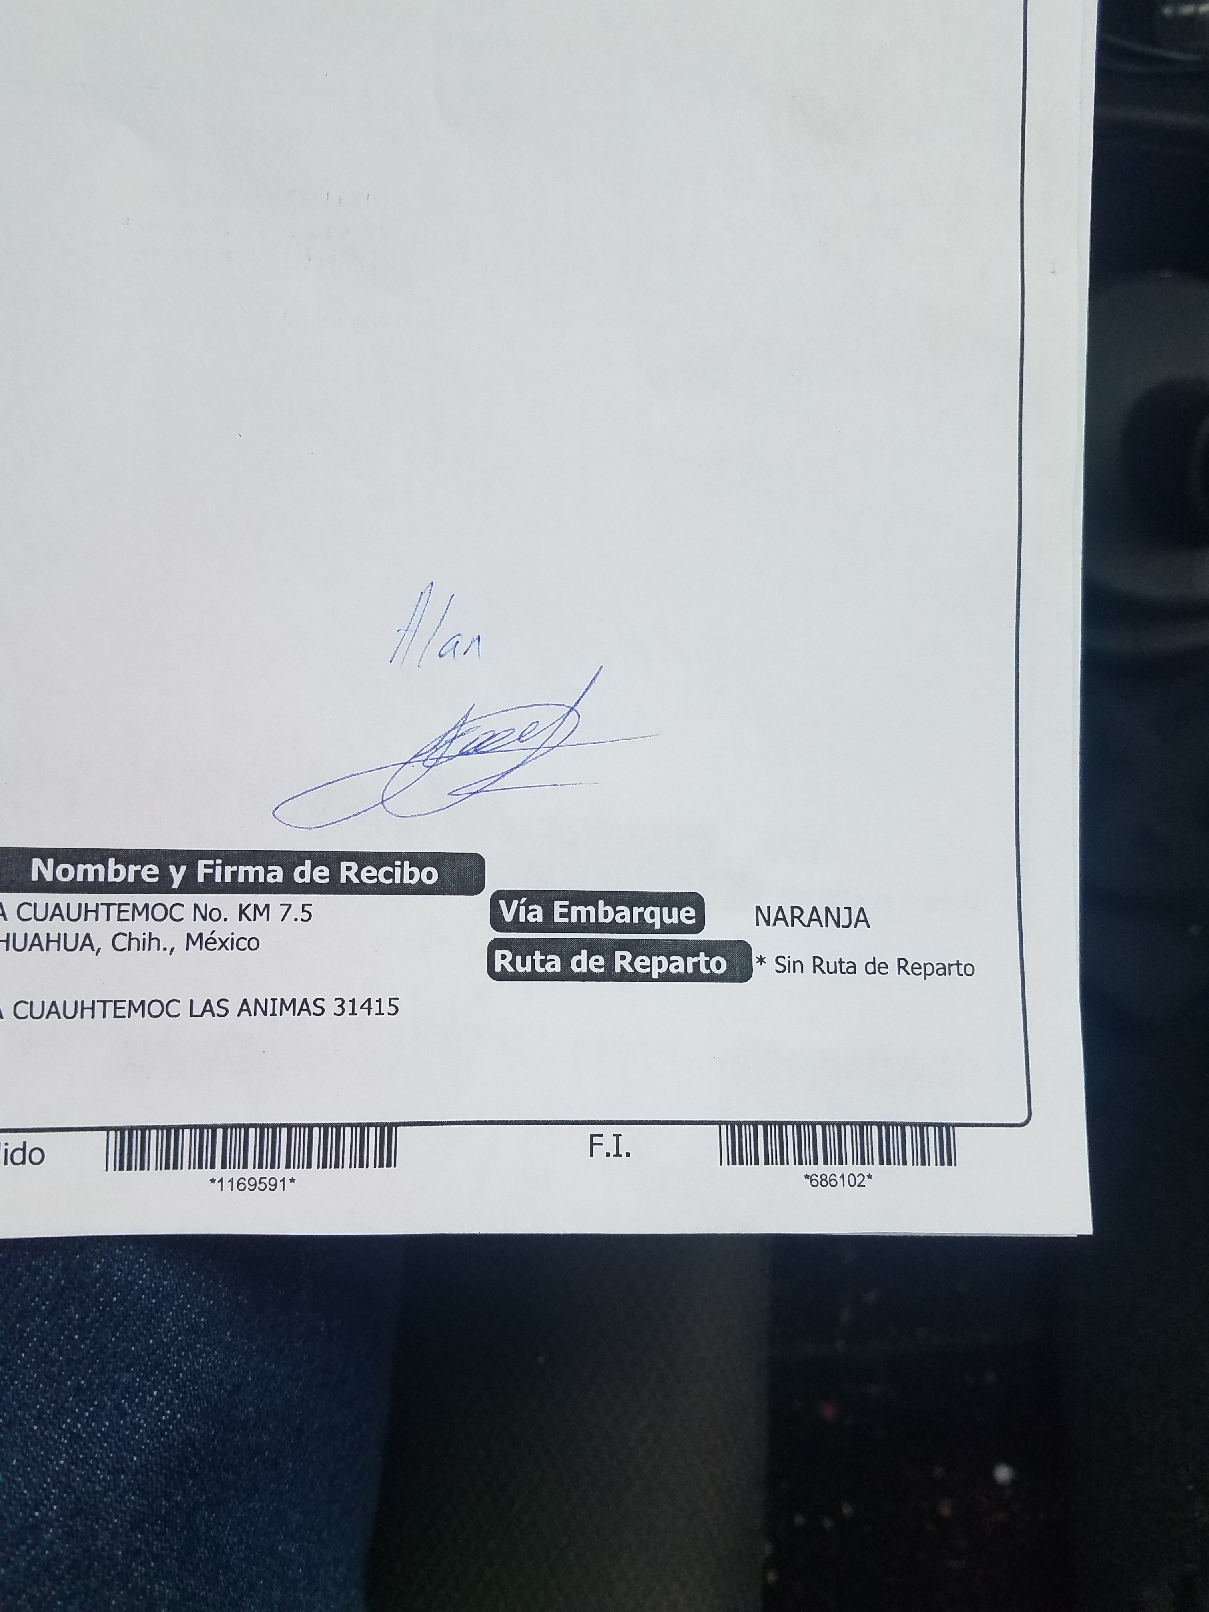 Alan
Nombre y Firma de Recibo
A CUAUHTEMOC No. KM 7.5
Vía Embarque NARANJA
HUAHUA, Chih., México
Ruta de Reparto * Sin Ruta de Reparto
A CUAUHTEMOC LAS ANIMAS 31415
ido F.I.
*1169591* *686102*